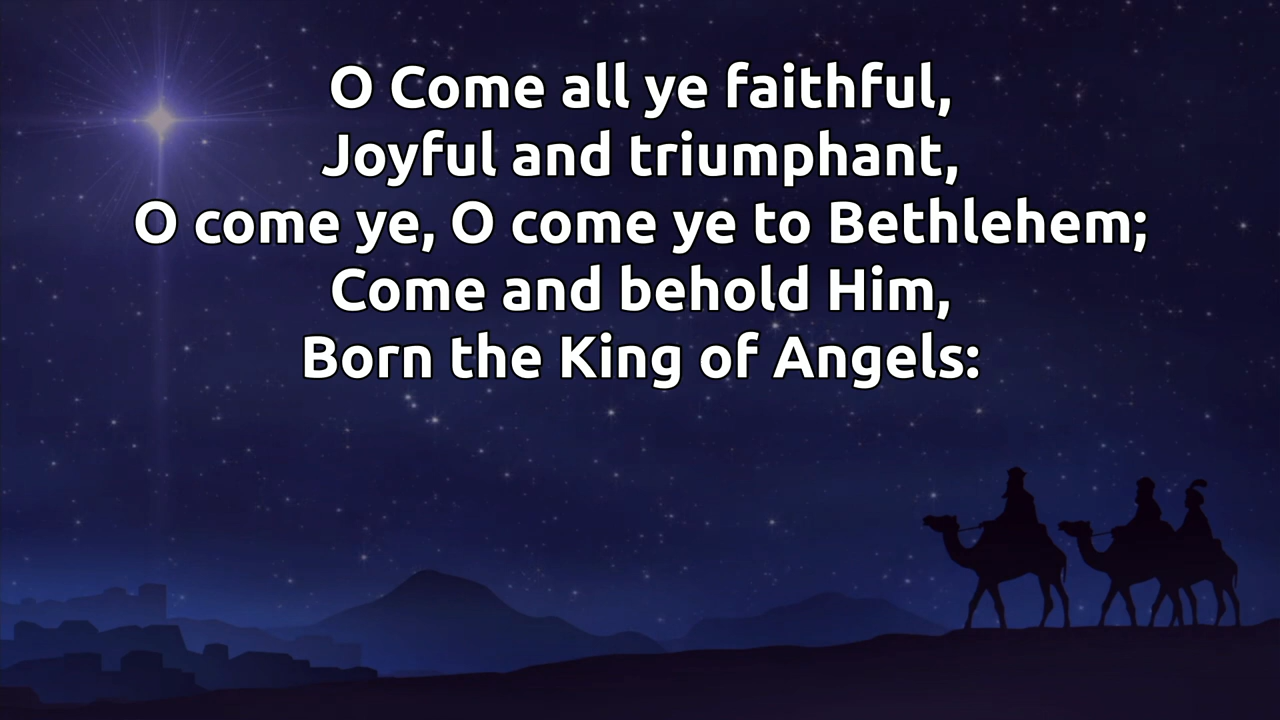 O Come all ye faithful,
Joyful and triumphant,
O come ye, O come ye to Bethlehem;
Come and behold Him,
Born the King of Angels: